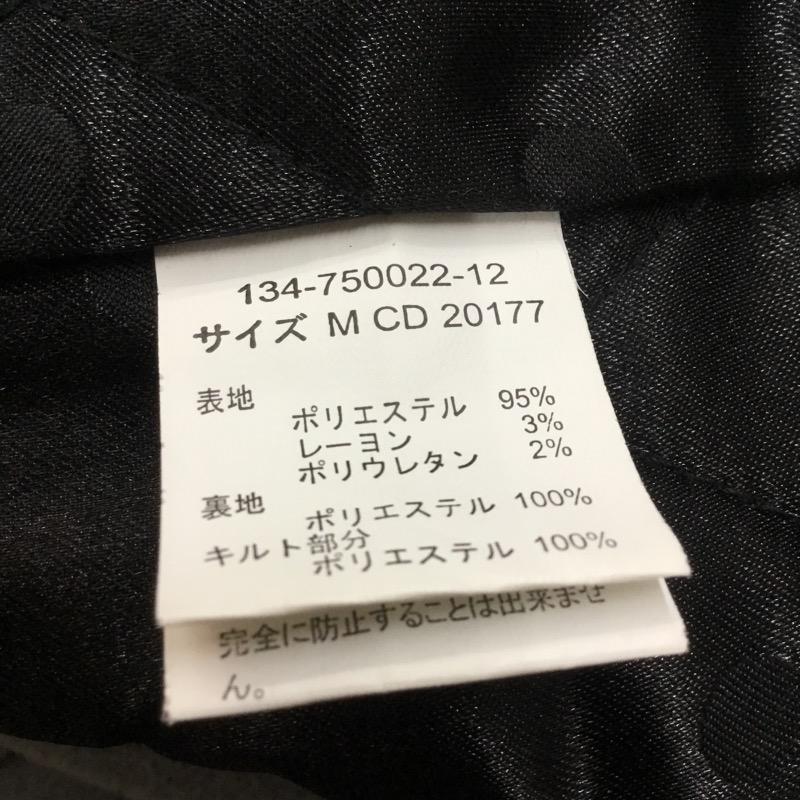 134-750022-12
サイズ M CD 20177
表地
ポリエステル 95%
レーヨン 3%
ポリウレタン 2%
裏地
ポリエステル 100%
キルト部分
ポリエステル 100%
完全に防止することは出来ませ
ん。